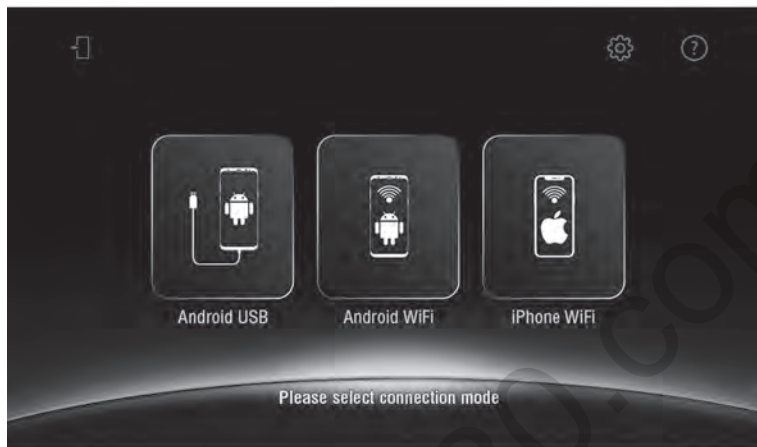 Android USB
Android WiFi
iPhone WiFi
Please select connection mode